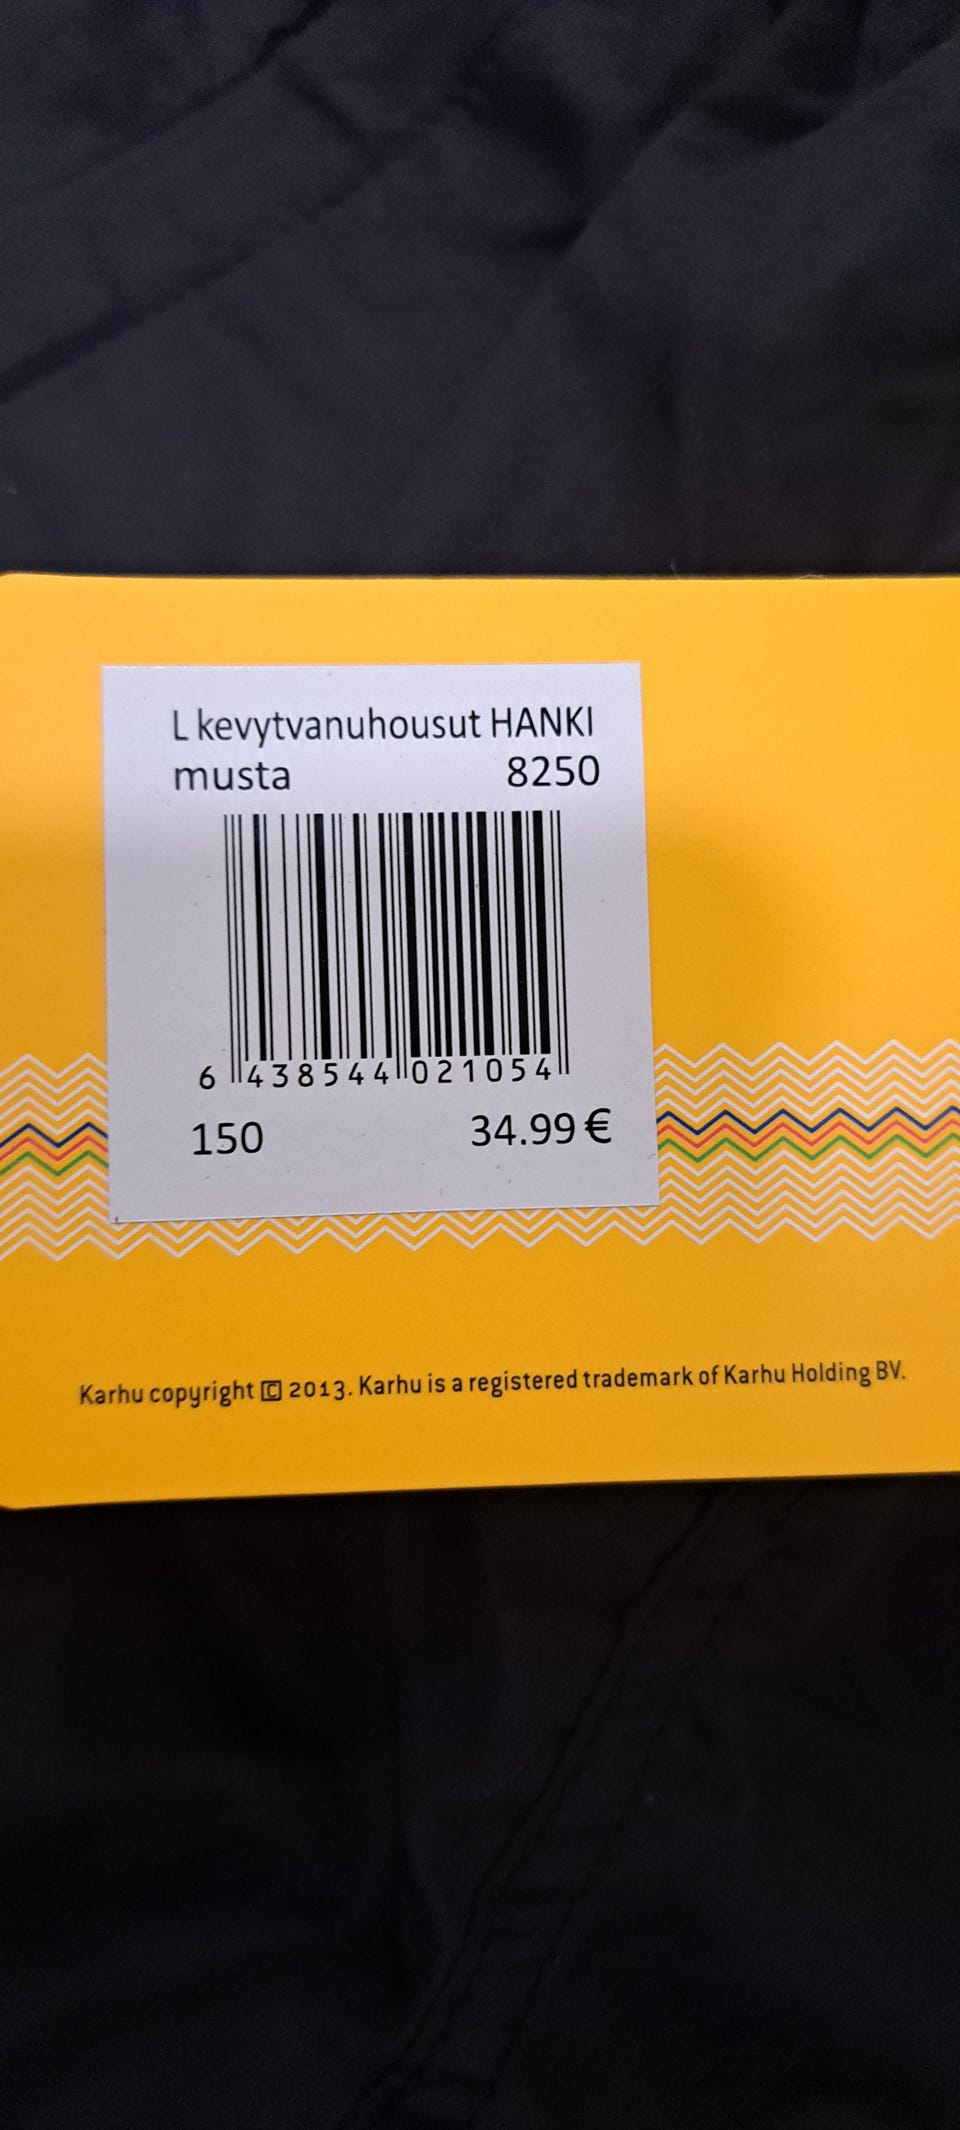 L kevytvanuhousut HANKI
musta 8250
6 438544 021054
150 34.99 €
Karhu copyright © 2013. Karhu is a registered trademark of Karhu Holding BV.